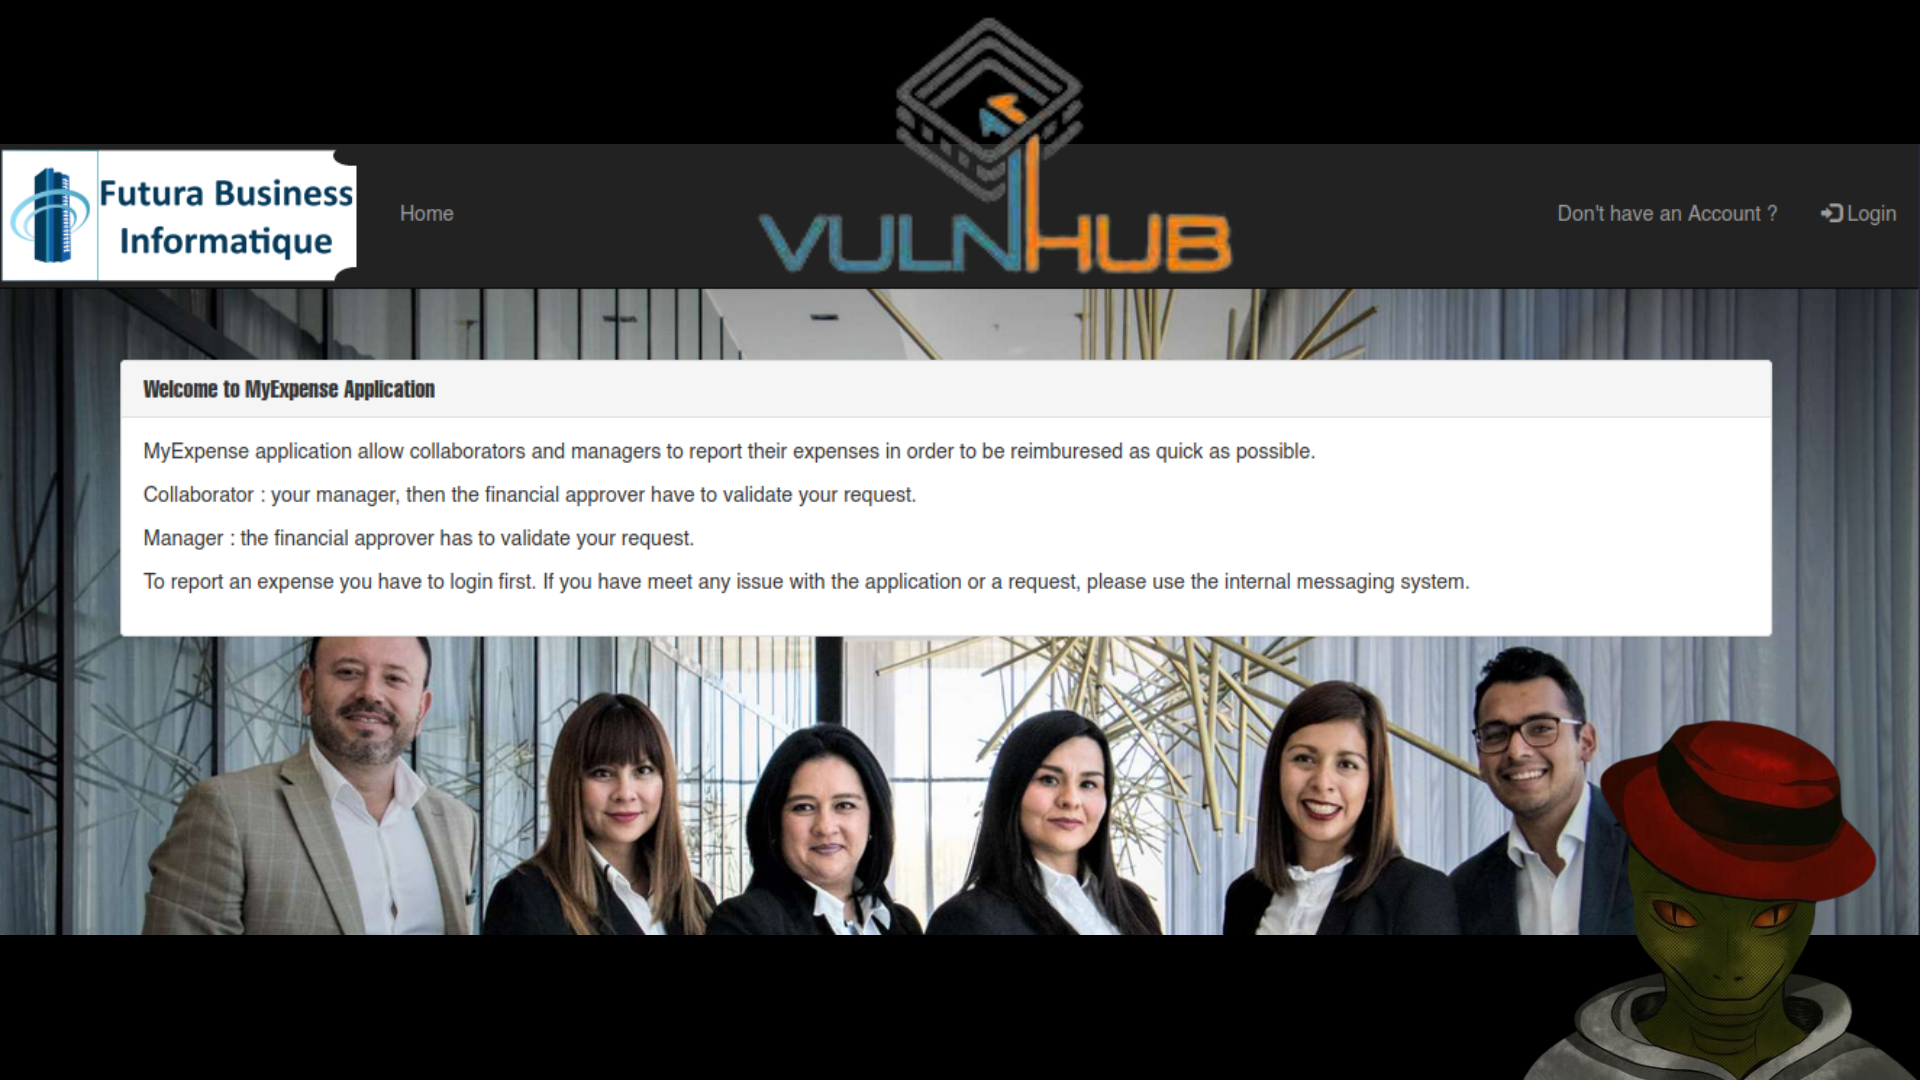 VULNHUB
Futura Business
Informatique
Home
Don't have an Account ?
Login
Welcome to MyExpense Application
MyExpense application allow collaborators and managers to report their expenses in order to be reimburesed as quick as possible.
Collaborator : your manager, then the financial approver have to validate your request.
Manager : the financial approver has to validate your request.
To report an expense you have to login first. If you have meet any issue with the application or a request, please use the internal messaging system.